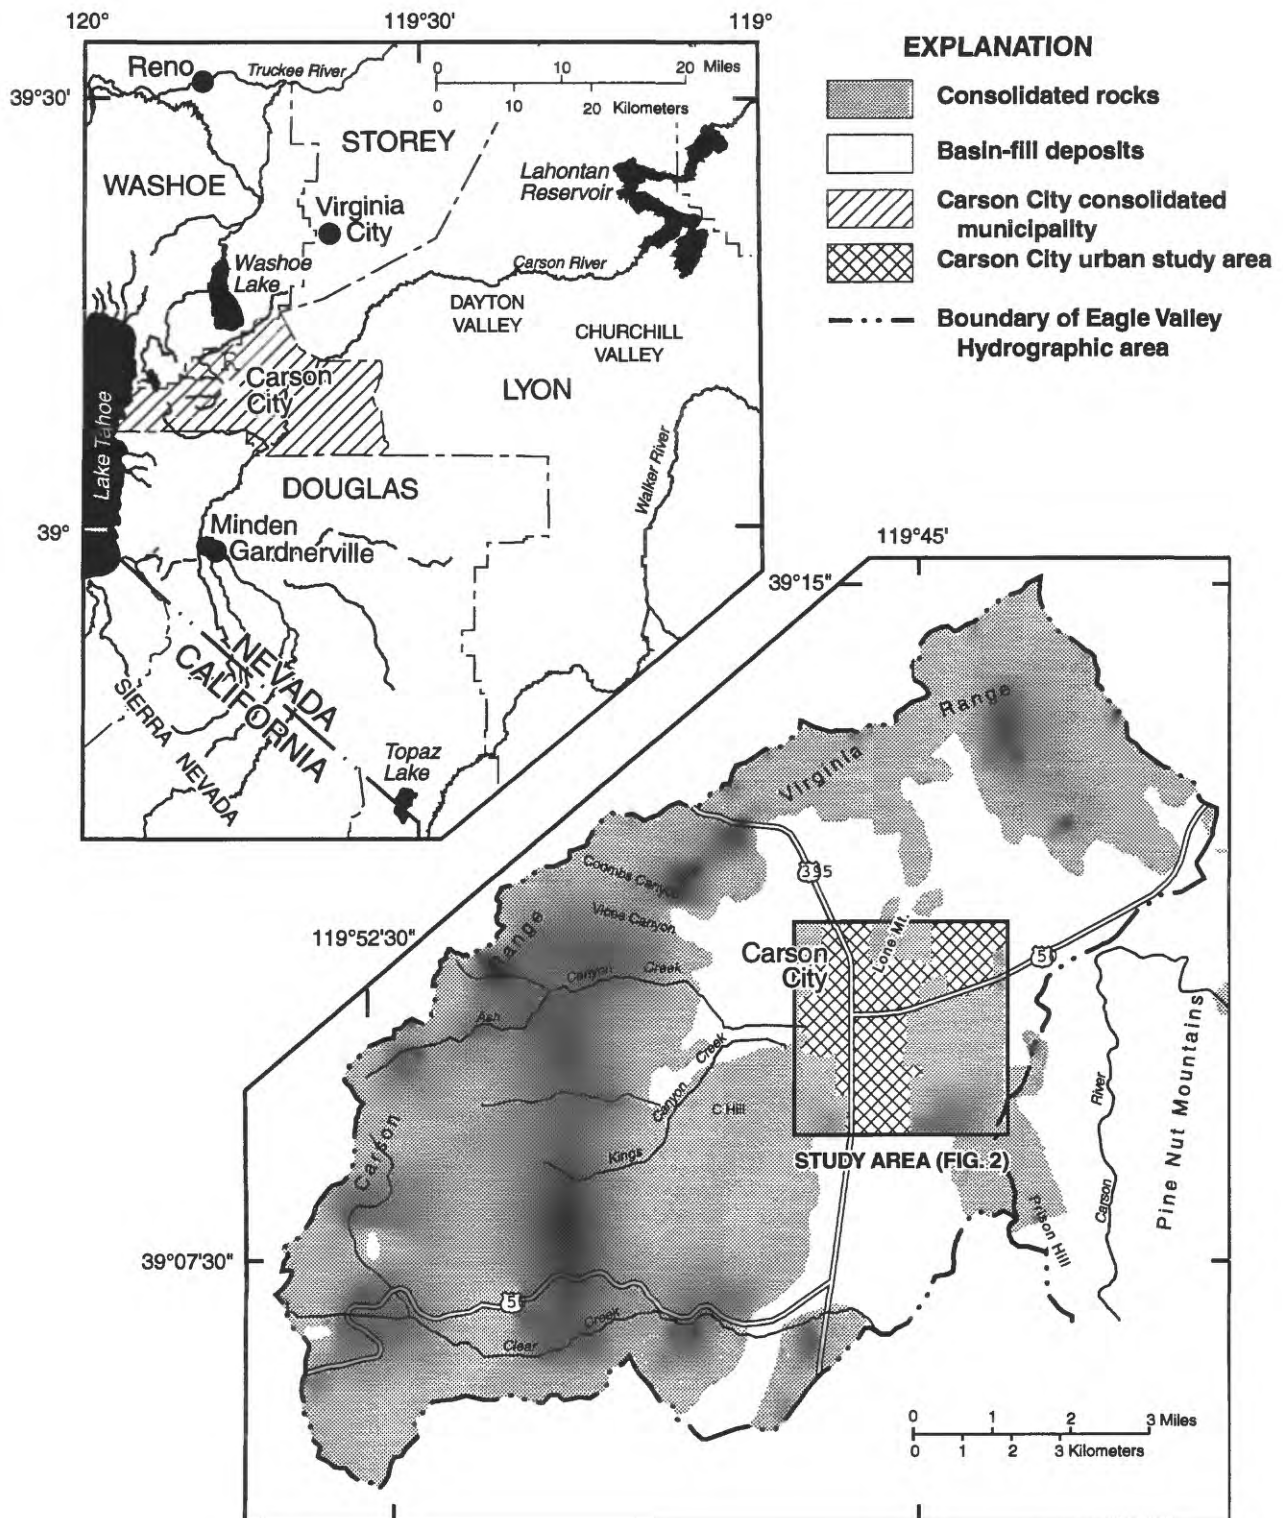 120°
119°30'
119°
39°30'
39°
Reno
Truckee River
0 10 20 Miles
0 10 20 Kilometers
STOREY
WASHOE
Virginia
City
Lahontan
Reservoir
Washoe
Lake
Carson River
DAYTON
VALLEY
CHURCHILL
VALLEY
Carson
City
LYON
Lake Tahoe
DOUGLAS
Walker River
Minden
Gardnerville
NEVADA
CALIFORNIA
SIERRA NEVADA
Topaz
Lake
EXPLANATION
Consolidated rocks
Basin-fill deposits
Carson City consolidated
municipality
Carson City urban study area
Boundary of Eagle Valley
Hydrographic area
119°45'
39°15'
119°52'30"
39°07'30"
Virginia Range
395
Coombs Canyon
Vicee Canyon
Carson Range
Ash Canyon Creek
Lone Mt.
Carson
City
50
Kings Canyon Creek
C Hill
STUDY AREA (FIG. 2)
Prison Hill
Carson River
Pine Nut Mountains
5
Clear Creek
0 1 2 3 Miles
0 1 2 3 Kilometers